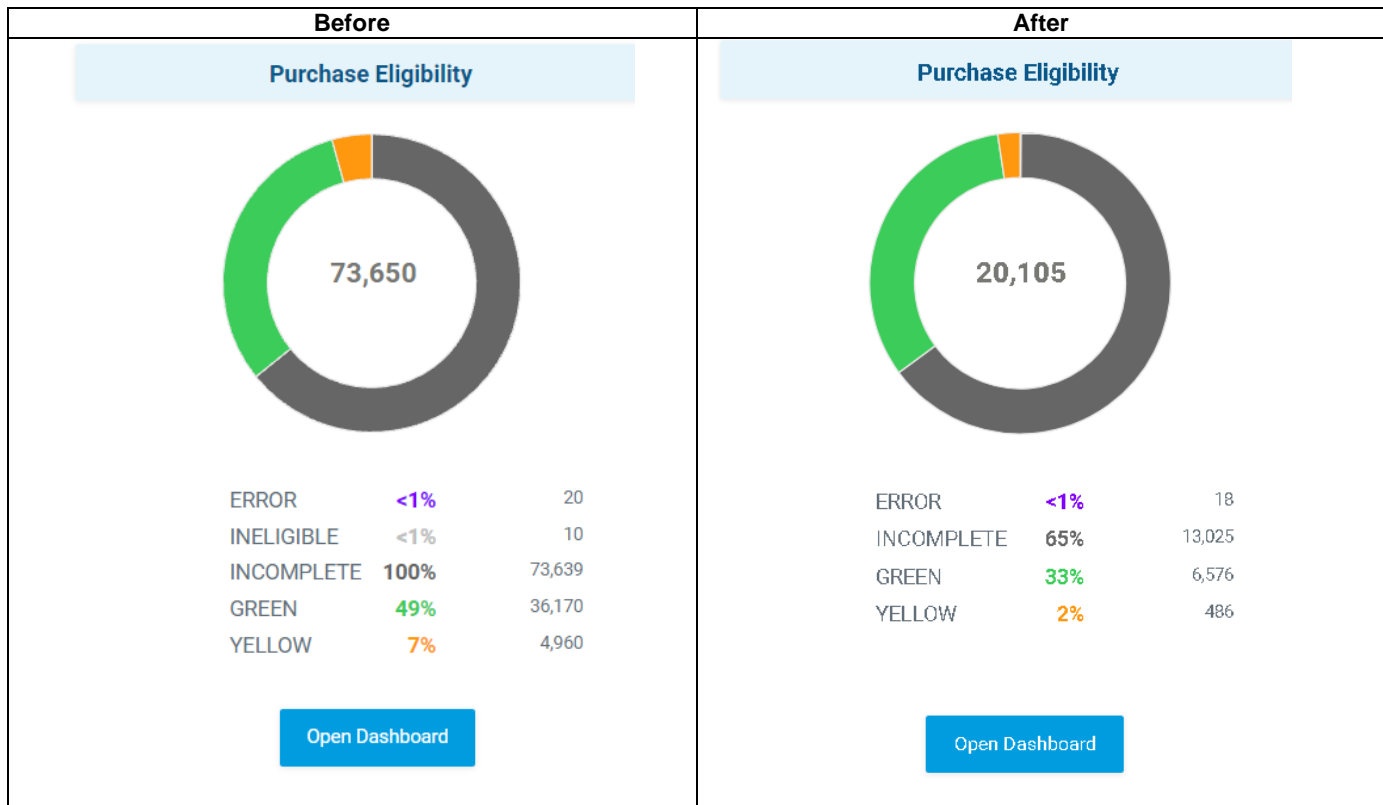 Before
After
Purchase Eligibility
73,650
ERROR <1% 20
INELIGIBLE <1% 10
INCOMPLETE 100% 73,639
GREEN 49% 36,170
YELLOW 7% 4,960
Open Dashboard
Purchase Eligibility
20,105
ERROR <1% 18
INCOMPLETE 65% 13,025
GREEN 33% 6,576
YELLOW 2% 486
Open Dashboard